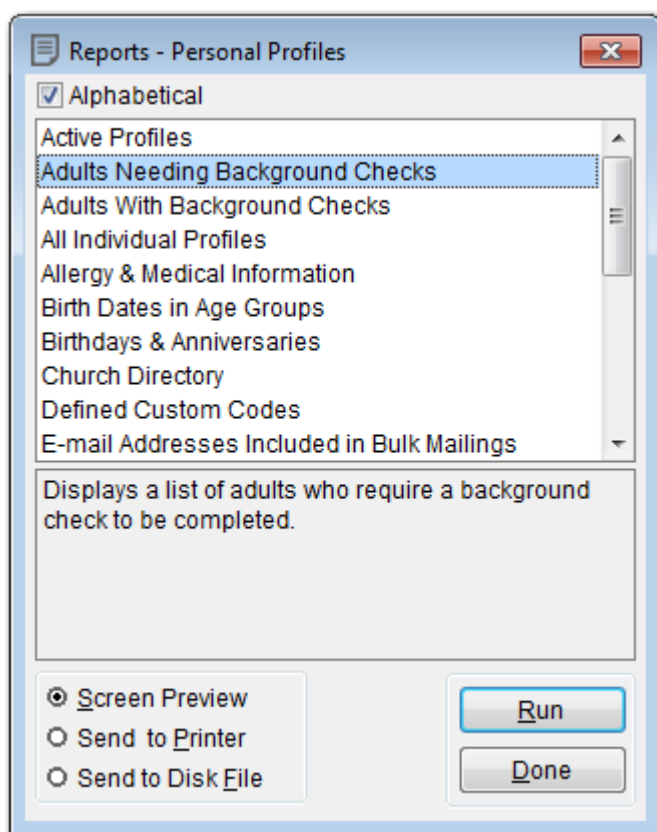 Reports - Personal Profiles
Alphabetical
Active Profiles
Adults Needing Background Checks
Adults With Background Checks
All Individual Profiles
Allergy & Medical Information
Birth Dates in Age Groups
Birthdays & Anniversaries
Church Directory
Defined Custom Codes
E-mail Addresses Included in Bulk Mailings
Displays a list of adults who require a background
check to be completed.
Screen Preview
Send to Printer
Send to Disk File
Run
Done